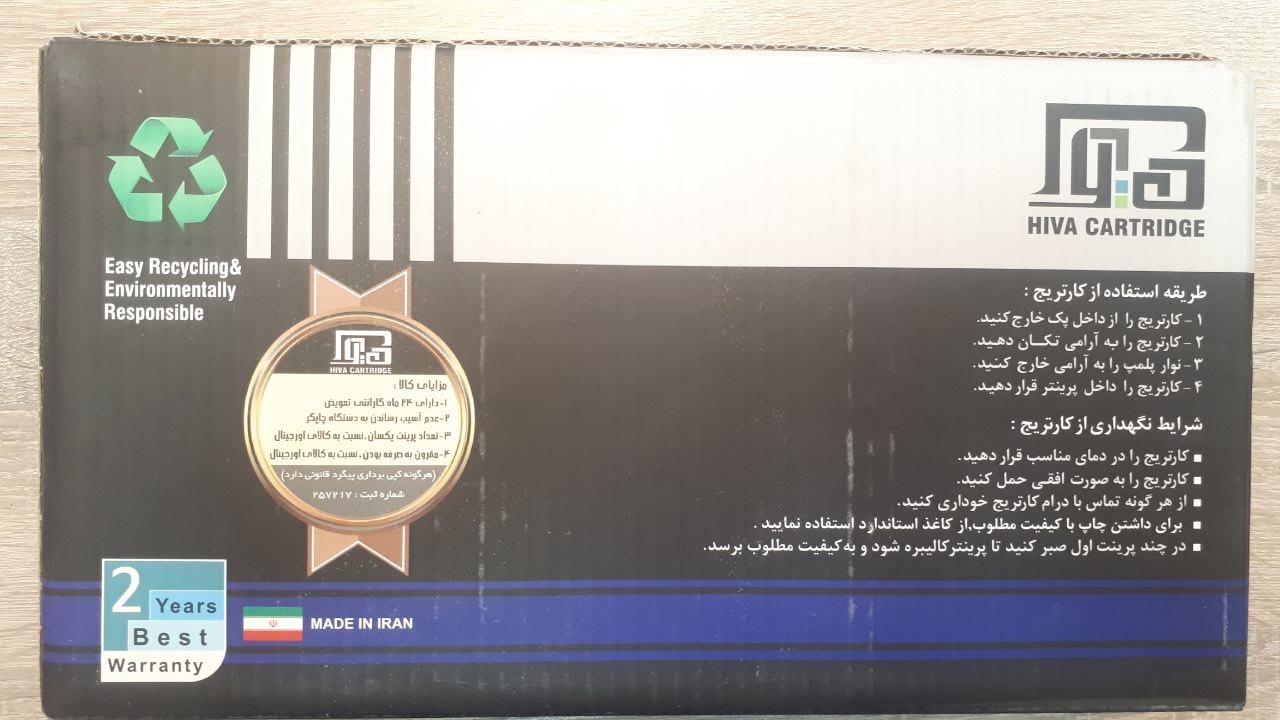 هیوا
HIVA CARTRIDGE
Easy Recycling&
Environmentally
Responsible
طریقه استفاده از کارتریج :
۱- کارتریج را از داخل پک خارج کنید.
۲- کارتریج را به آرامی تکان دهید.
۳- نوار پلمپ را به آرامی خارج کنید.
۴- کارتریج را داخل پرینتر قرار دهید.
شرایط نگهداری از کارتریج :
■ کارتریج را در دمای مناسب قرار دهید.
■ کارتریج را به صورت افقی حمل کنید.
■ از هر گونه تماس با درام کارتریج خوداری کنید.
■ برای داشتن چاپ با کیفیت مطلوب,از کاغذ استاندارد استفاده نمایید .
■ در چند پرینت اول صبر کنید تا پرینتر کالیبره شود و به کیفیت مطلوب برسد.
هیوا
HIVA CARTRIDGE
مزایای کالا :
۱-دارای ۲۴ ماه گارانتی تعویض
۲-عدم آسیب رساندن به دستگاه چاپگر
۳-تعداد پرینت یکسان،نسبت به کالای اورجینال
۴-مقرون به صرفه بودن،نسبت به کالای اورجینال
(هرگونه کپی برداری پیگرد قانونی دارد)
شماره ثبت : ۲۵۷۲۱۷
2 Years
Best
Warranty
MADE IN IRAN